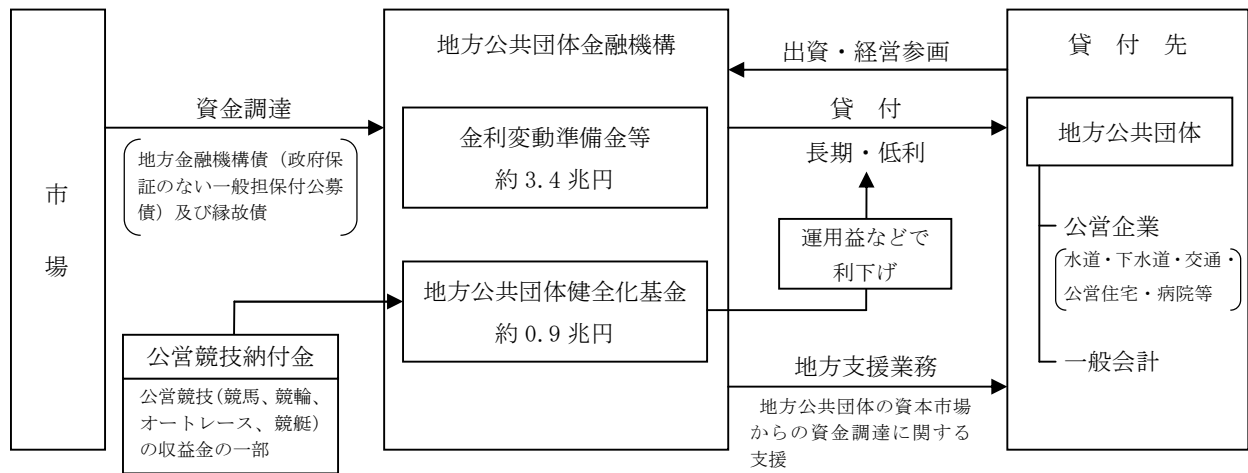 市
場
資金調達
地方金融機構債（政府保
証のない一般担保付公募
債）及び縁故債
公営競技納付金
公営競技（競馬、競輪、
オートレース、競艇）
の収益金の一部
地方公共団体金融機構
金利変動準備金等
約 3.4 兆円
地方公共団体健全化基金
約 0.9 兆円
出資・経営参画
貸　付
長期・低利
運用益などで
利下げ
地方支援業務
地方公共団体の資本市場
からの資金調達に関する
支援
貸　付　先
地方公共団体
公営企業
水道・下水道・交通・
公営住宅・病院等
一般会計